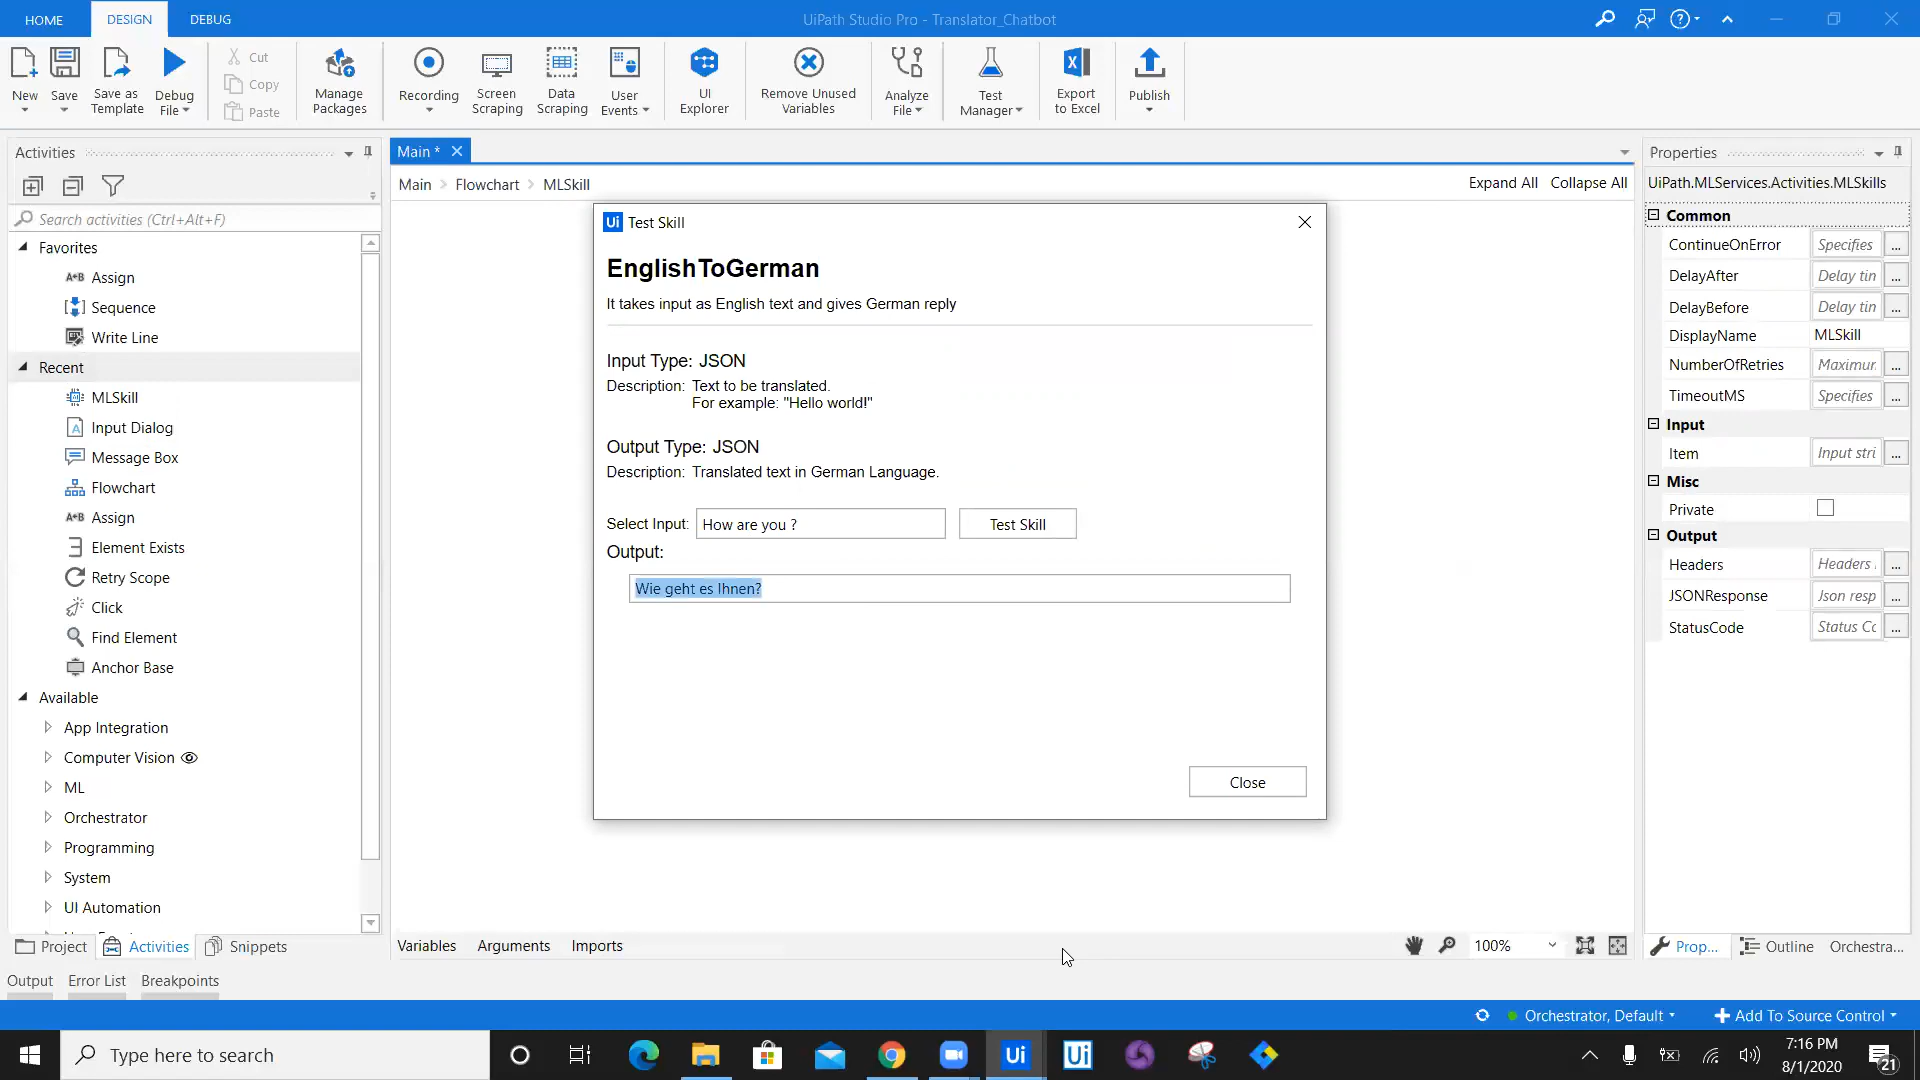 HOME
DESIGN
DEBUG
UiPath Studio Pro - Translator_Chatbot
New
Save
Save as
Template
Debug
File
Cut
Copy
Paste
Manage
Packages
Recording
Screen
Scraping
Data
Scraping
User
Events
UI
Explorer
Remove Unused
Variables
Analyze
File
Test
Manager
Export
to Excel
Publish
Activities
Search activities (Ctrl+Alt+F)
Favorites
Assign
Sequence
Write Line
Recent
MLSkill
Input Dialog
Message Box
Flowchart
Assign
Element Exists
Retry Scope
Click
Find Element
Anchor Base
Available
App Integration
Computer Vision
ML
Orchestrator
Programming
System
UI Automation
Project
Activities
Snippets
Main *
Main > Flowchart > MLSkill
Expand All
Collapse All
Ui Test Skill
EnglishToGerman
It takes input as English text and gives German reply
Input Type: JSON
Description: Text to be translated.
For example: "Hello world!"
Output Type: JSON
Description: Translated text in German Language.
Select Input: How are you ?
Test Skill
Output:
Wie geht es Ihnen?
Close
Variables
Arguments
Imports
100%
Properties
UiPath.MLServices.Activities.MLSkills
Common
ContinueOnError Specifies ...
DelayAfter Delay tin ...
DelayBefore Delay tin ...
DisplayName MLSkill
NumberOfRetries Maximur ...
TimeoutMS Specifies ...
Input
Item Input stri ...
Misc
Private
Output
Headers Headers ...
JSONResponse Json resp ...
StatusCode Status Cc ...
Prop...
Outline
Orchestra...
Output
Error List
Breakpoints
Orchestrator, Default
Add To Source Control
Type here to search
Ui
Ui
7:16 PM
8/1/2020
21